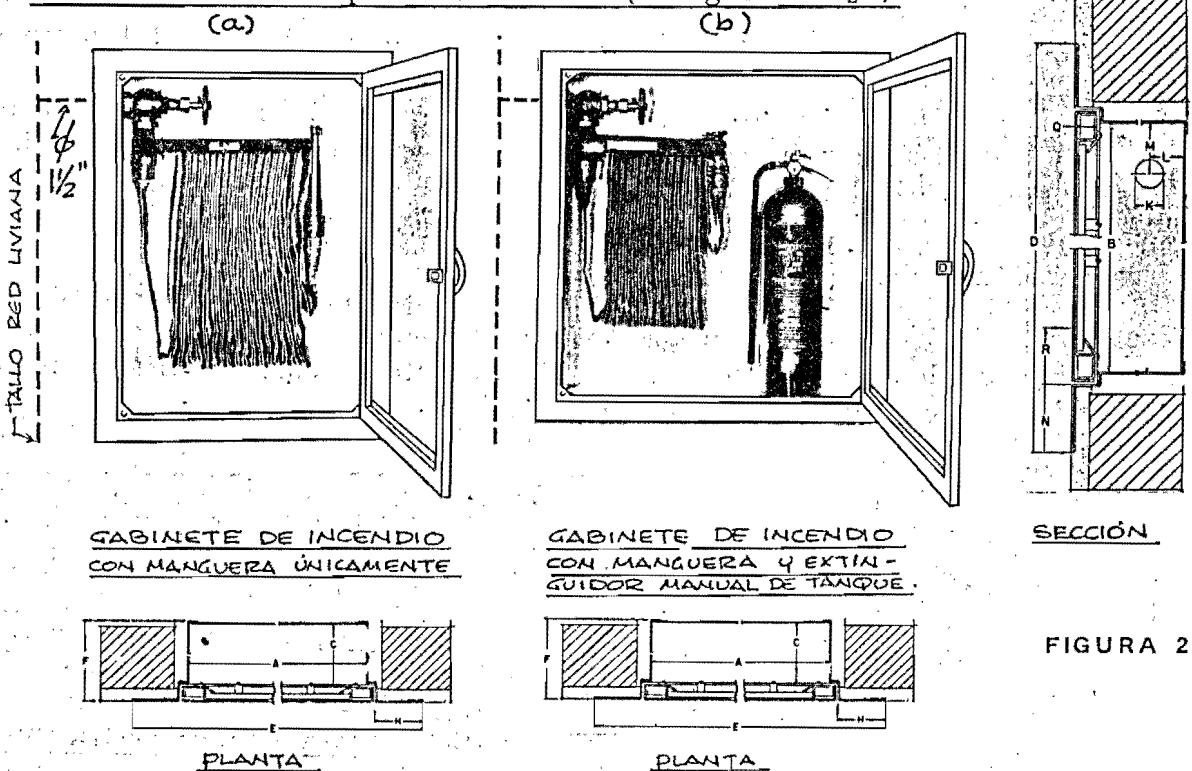 (a)
(b)
TALLO RED LIVIANA
1½"
GABINETE DE INCENDIO
CON MANGUERA ÚNICAMENTE
GABINETE DE INCENDIO
CON MANGUERA Y EXTIN-
GUIDOR MANUAL DE TANQUE.
SECCIÓN
D
Q
M
L
K
B
R
N
F
C
A
E
H
PLANTA
F
C
A
E
H
PLANTA
FIGURA 2